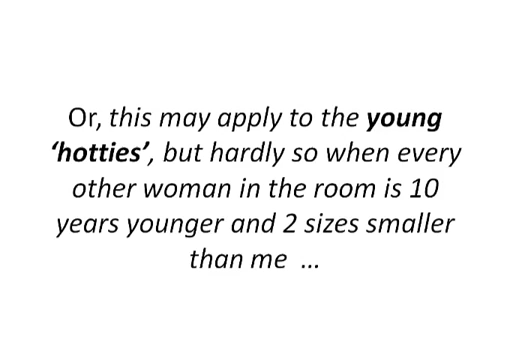 Or, this may apply to the young
‘hotties’, but hardly so when every
other woman in the room is 10
years younger and 2 sizes smaller
than me  …